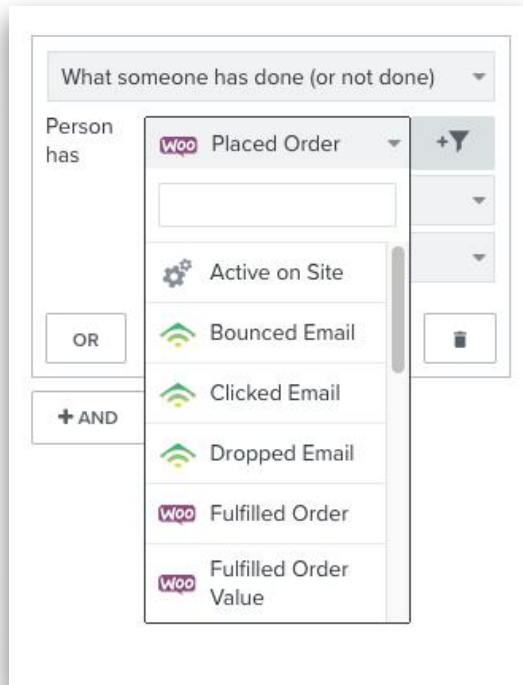 What someone has done (or not done)
Person
has
WOO Placed Order
+
Active on Site
Bounced Email
Clicked Email
Dropped Email
WOO Fulfilled Order
WOO Fulfilled Order
Value
OR
+ AND